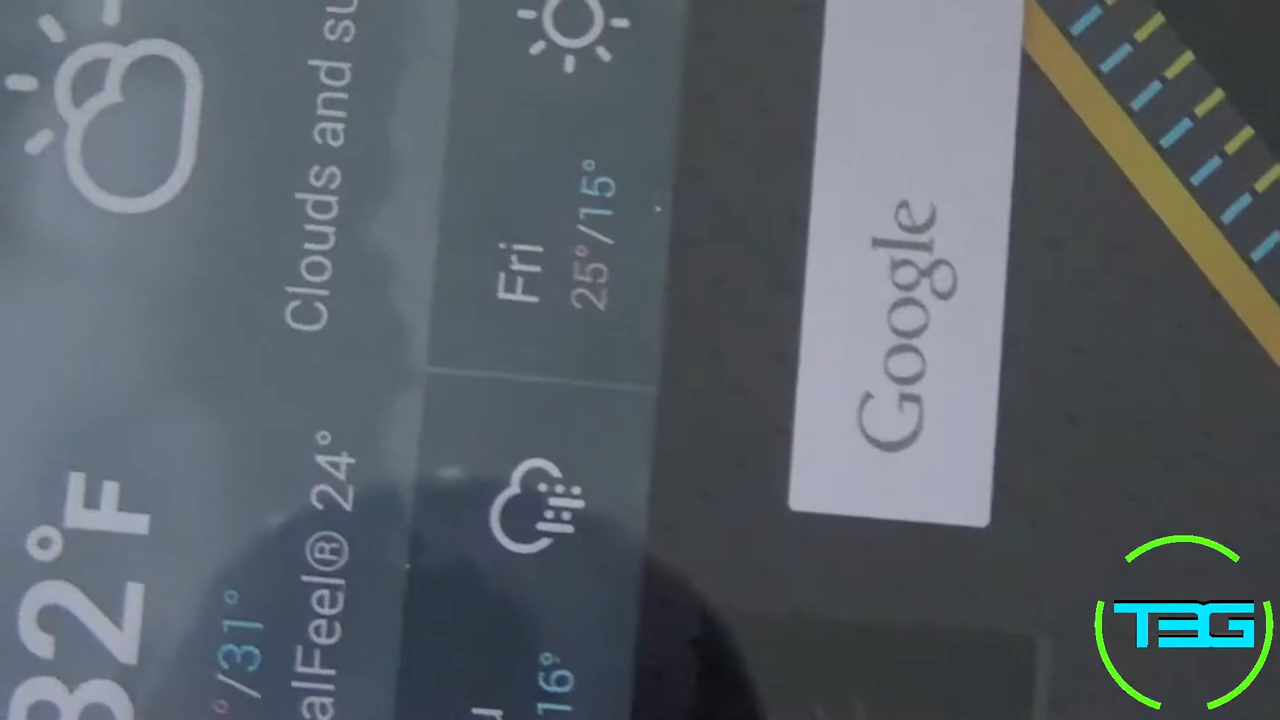 32°F
°/31°
alFeel® 24°
Clouds and su
16°
Fri
25°/15°
Google
TBG